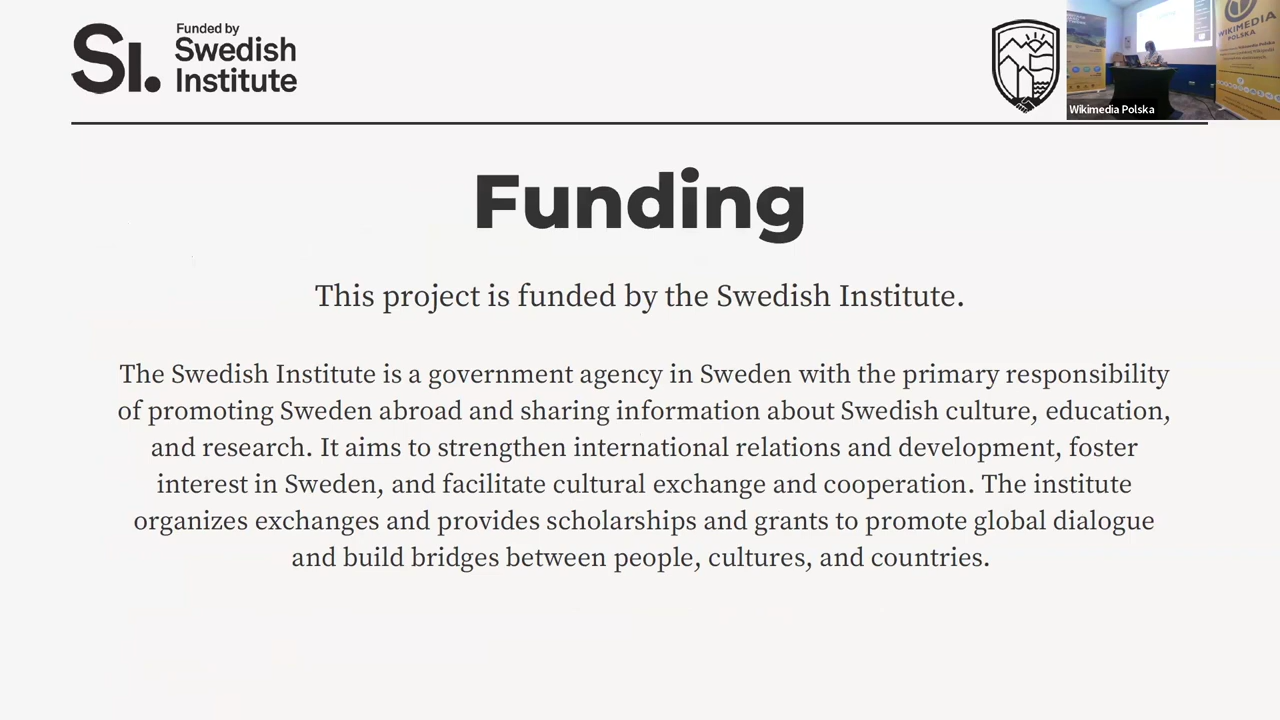 SI.
Funded by
Swedish
Institute
WIKIMEDIA
POLSKA
Wikimedia Polska
Funding
This project is funded by the Swedish Institute.
The Swedish Institute is a government agency in Sweden with the primary responsibility
of promoting Sweden abroad and sharing information about Swedish culture, education,
and research. It aims to strengthen international relations and development, foster
interest in Sweden, and facilitate cultural exchange and cooperation. The institute
organizes exchanges and provides scholarships and grants to promote global dialogue
and build bridges between people, cultures, and countries.